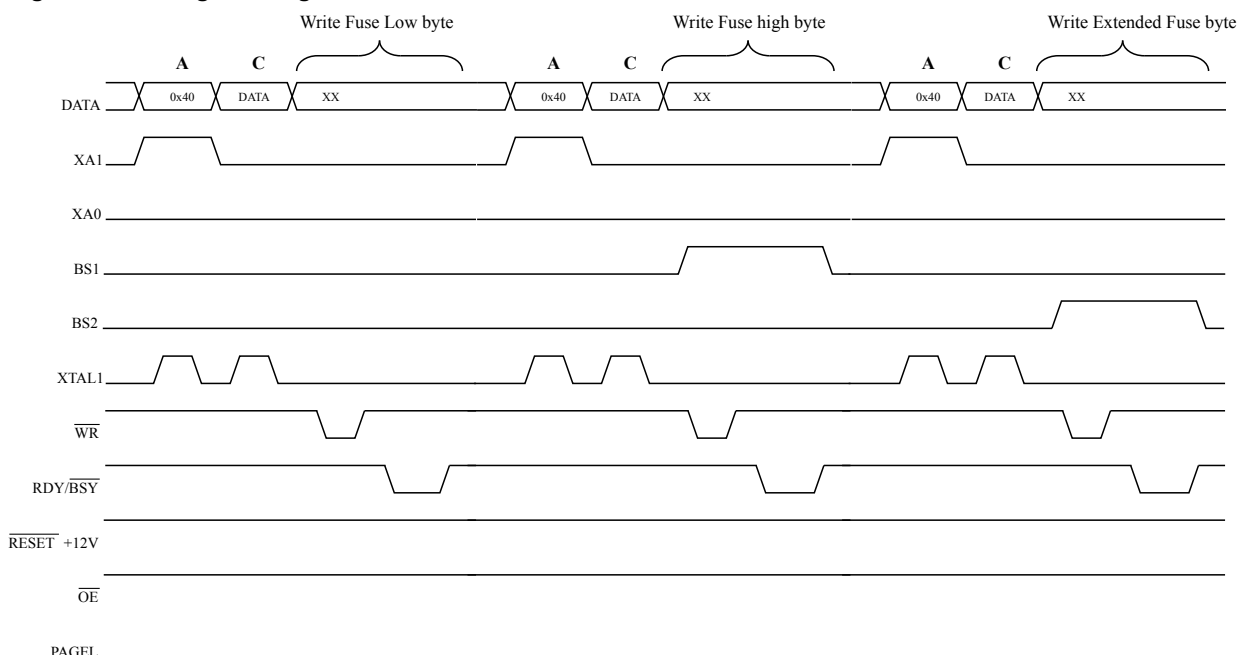 Write Fuse Low byte Write Fuse high byte Write Extended Fuse byte
A C A C A C
DATA 0x40 DATA XX 0x40 DATA XX 0x40 DATA XX
XA1
XA0
BS1
BS2
XTAL1
WR
RDY/BSY
RESET +12V
OE
PAGEL